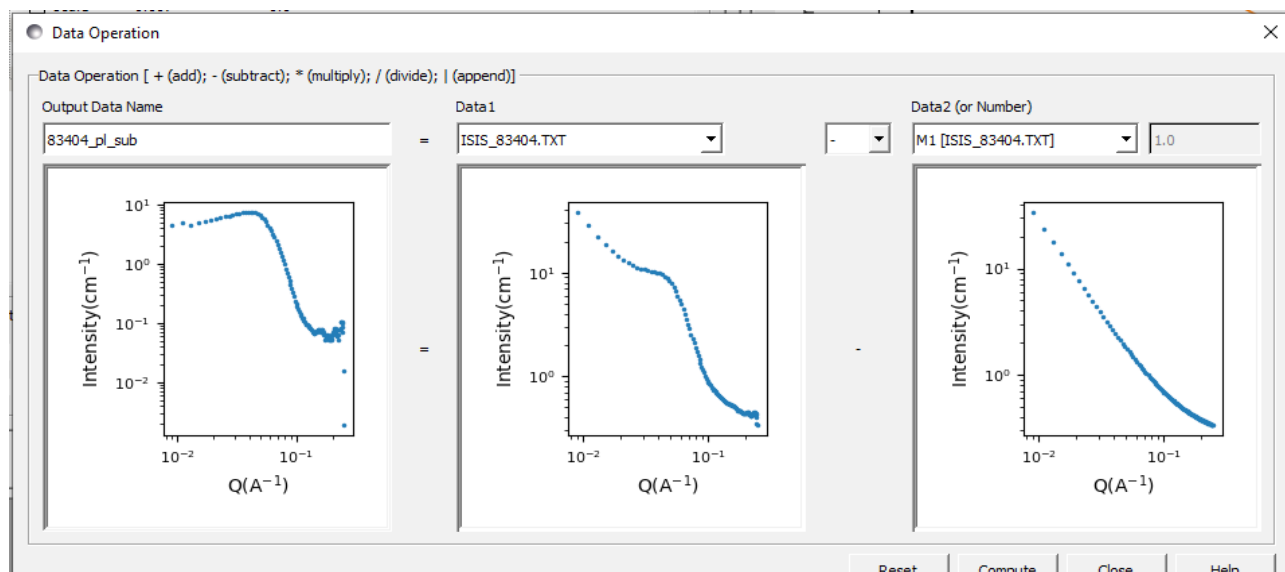 Data Operation
Data Operation [ + (add); - (subtract); * (multiply); / (divide); | (append)]
Output Data Name Data1 Data2 (or Number)
83404_pl_sub = ISIS_83404.TXT - M1 [ISIS_83404.TXT] 1.0
10¹ 10⁰ 10⁻¹ 10⁻²
Intensity(cm⁻¹)
10⁻² 10⁻¹
Q(A⁻¹)
=
10¹ 10⁰
Intensity(cm⁻¹)
10⁻² 10⁻¹
Q(A⁻¹)
-
10¹ 10⁰
Intensity(cm⁻¹)
10⁻² 10⁻¹
Q(A⁻¹)
Reset Compute Close Help